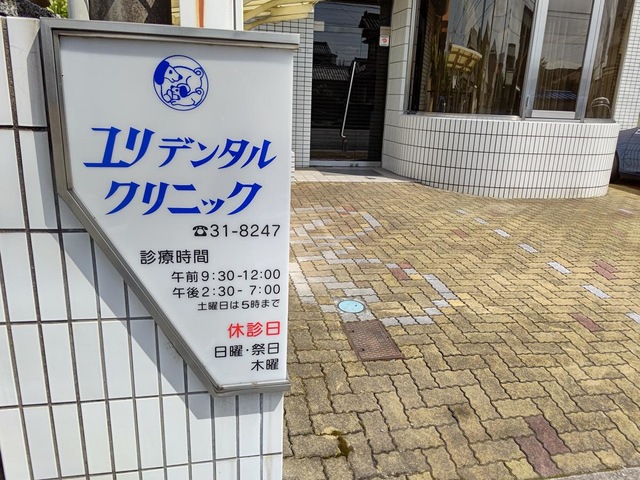 ユリデンタル
クリニック
☎31-8247
診療時間
午前9:30-12:00
午後2:30-7:00
土曜日は5時まで
休診日
日曜・祭日
木曜